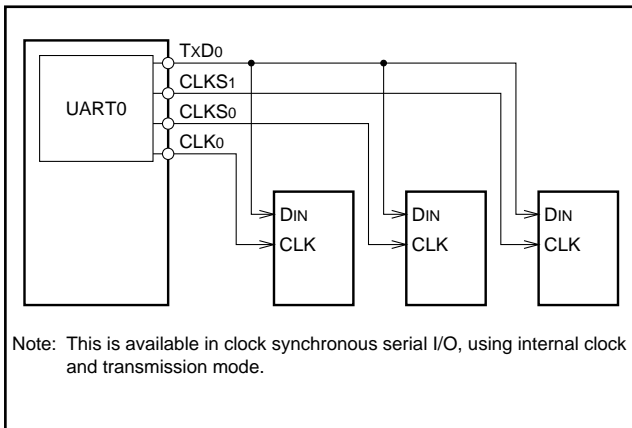 TxD0
CLKS1
UART0
CLKS0
CLK0
DIN DIN DIN
CLK CLK CLK
Note: This is available in clock synchronous serial I/O, using internal clock
and transmission mode.